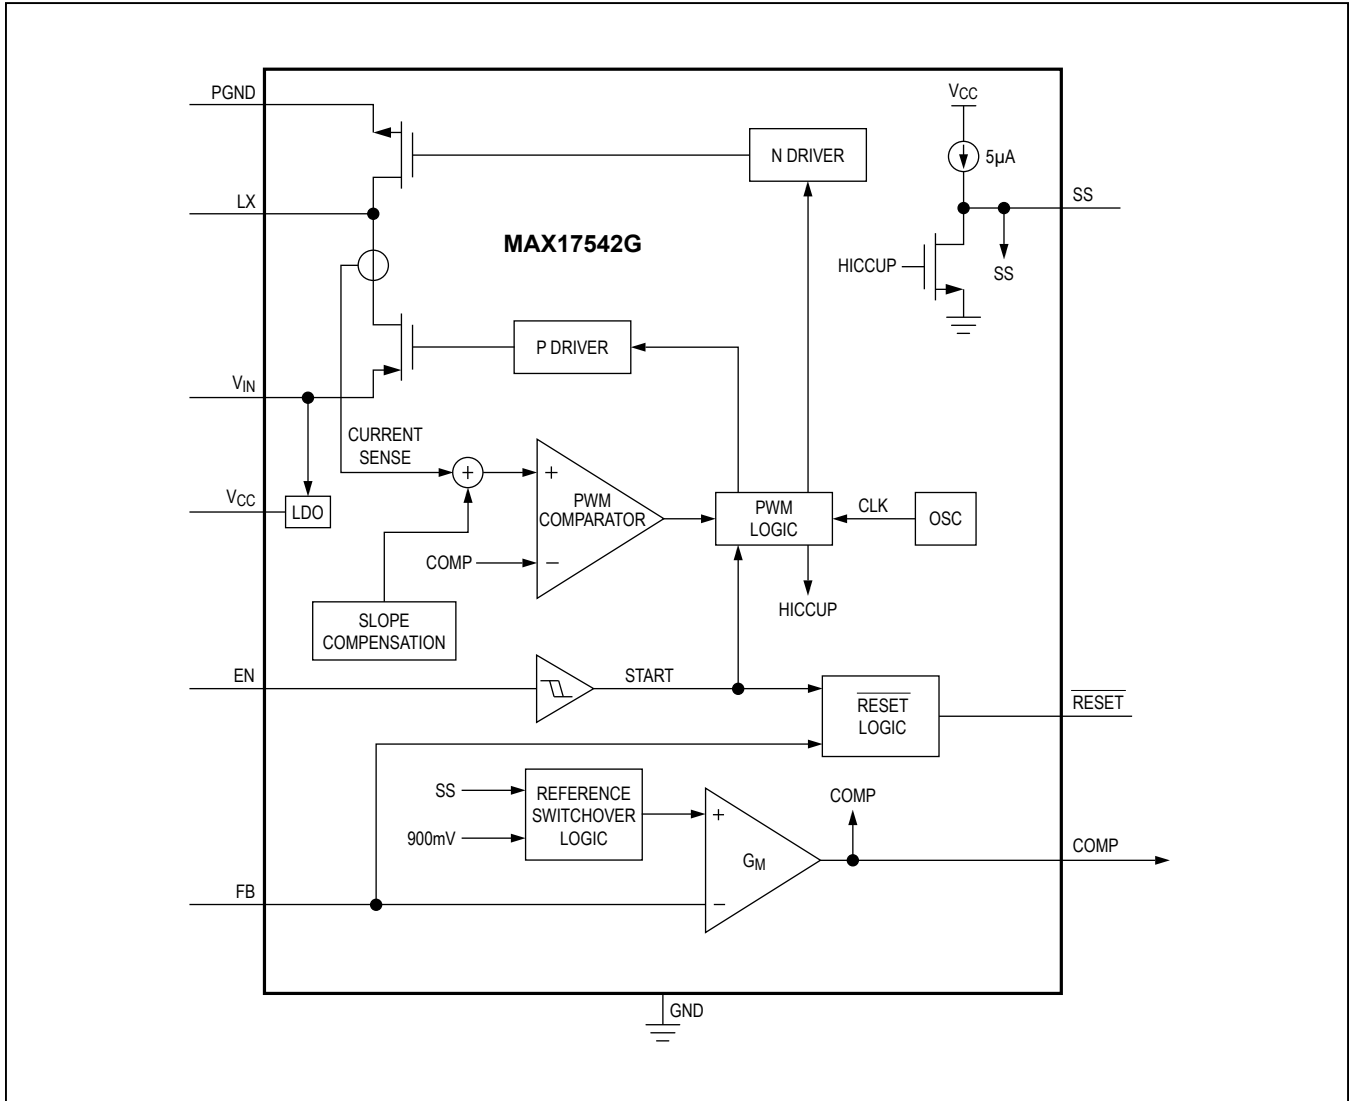 PGND
N DRIVER
VCC
5µA
LX
SS
MAX17542G
HICCUP
SS
P DRIVER
VIN
CURRENT
SENSE
+
+
PWM
COMPARATOR
VCC
LDO
PWM
LOGIC
CLK
OSC
COMP
−
HICCUP
SLOPE
COMPENSATION
EN
START
RESET
LOGIC
RESET
SS
900mV
REFERENCE
SWITCHOVER
LOGIC
+
GM
COMP
COMP
FB
−
GND